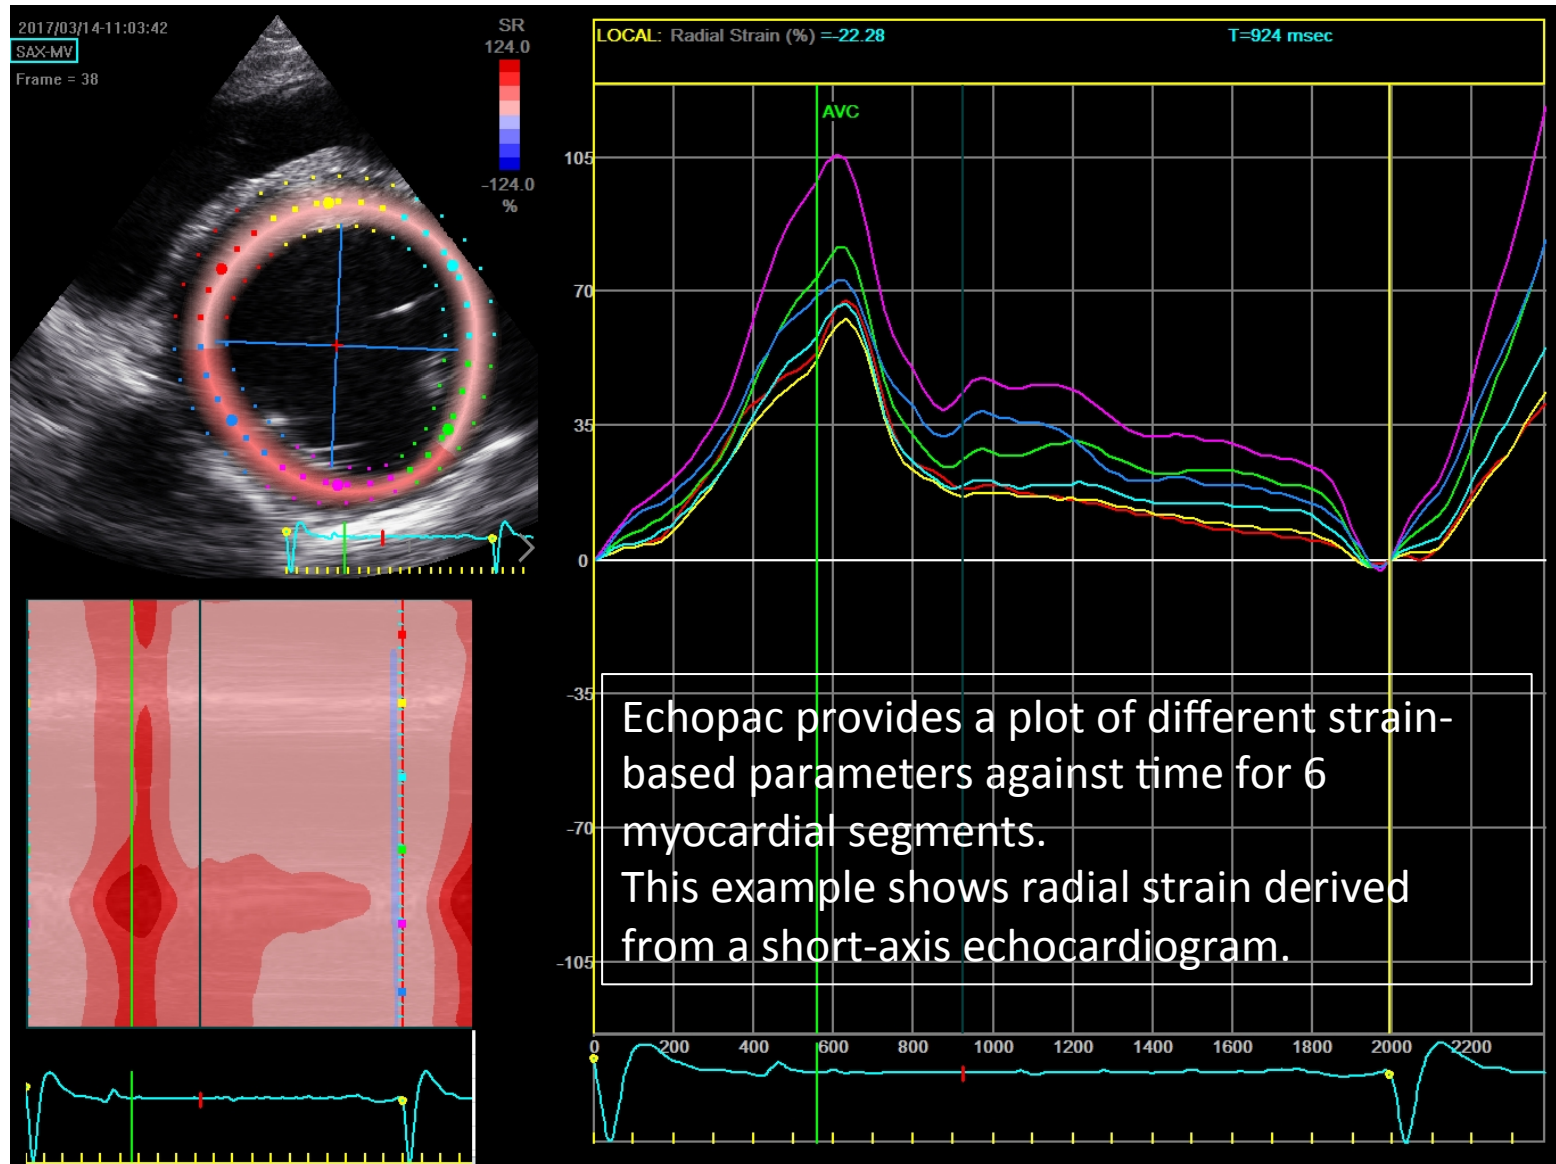 2017/03/14-11:03:42
SAX-MV
Frame = 38
SR
124.0
-124.0
%
LOCAL: Radial Strain (%) =-22.28 T=924 msec
AVC
105
70
35
0
-35
-70
-105
Echopac provides a plot of different strain-
based parameters against time for 6
myocardial segments.
This example shows radial strain derived
from a short-axis echocardiogram.
0 200 400 600 800 1000 1200 1400 1600 1800 2000 2200